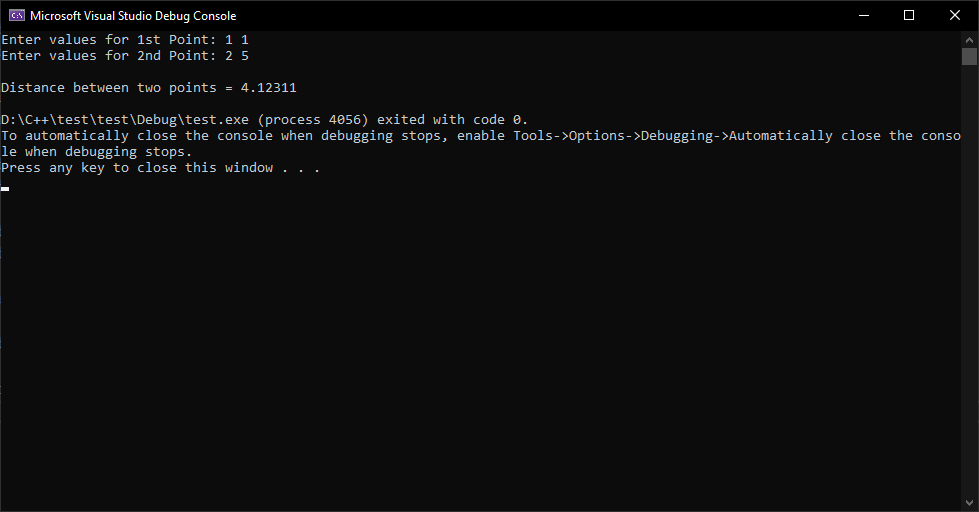 Microsoft Visual Studio Debug Console
Enter values for 1st Point: 1 1
Enter values for 2nd Point: 2 5
Distance between two points = 4.12311
D:\C++\test\test\Debug\test.exe (process 4056) exited with code 0.
To automatically close the console when debugging stops, enable Tools->Options->Debugging->Automatically close the conso
le when debugging stops.
Press any key to close this window . . .